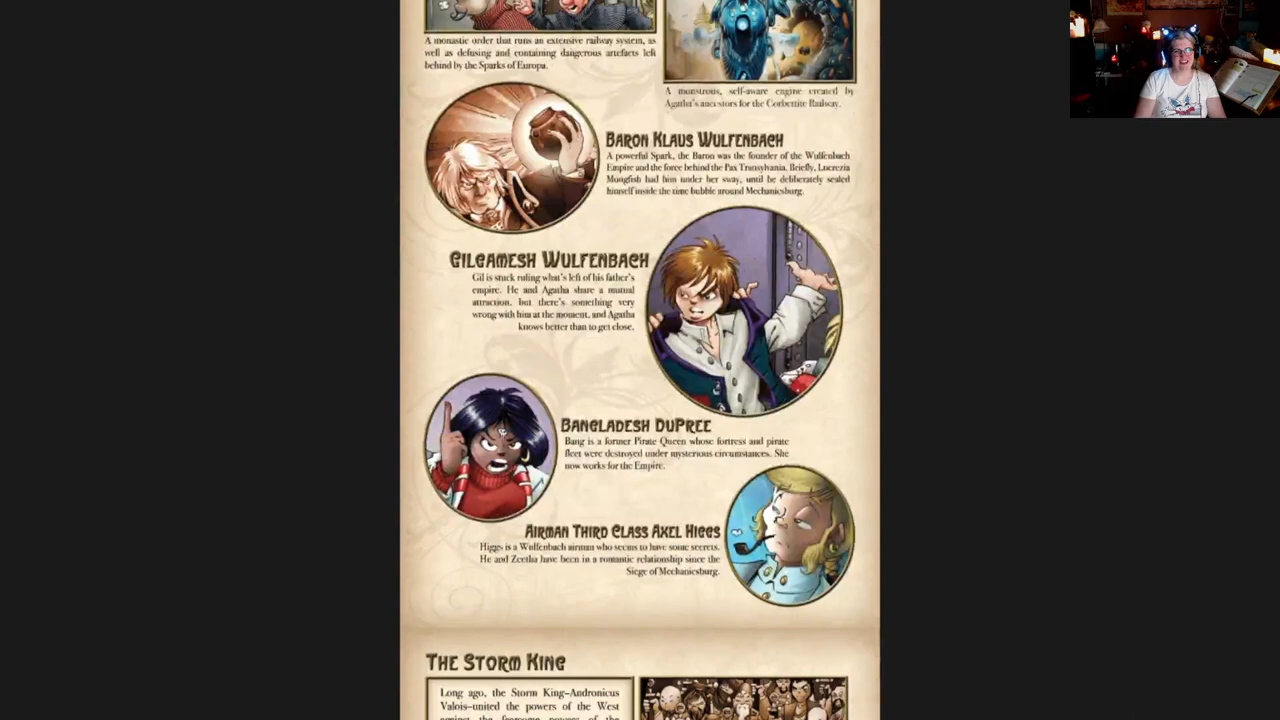 A monastic order that runs an extensive railway system, as
well as defusing and containing dangerous artefacts left
behind by the Sparks of Europa.
A monstrous, self-aware engine created by
Agatha's ancestors for the Corbettite Railway.
BARON KLAUS WULFENBACH
A powerful Spark, the Baron was the founder of the Wulfenbach
Empire and the force behind the Pax Transylvania. Briefly, Lucrezia
Mongfish had him under her sway, until he deliberately sealed
himself inside the time bubble around Mechanicsburg.
GILGAMESH WULFENBACH
Gil is stuck ruling what's left of his father's
empire. He and Agatha share a mutual
attraction, but there's something very
wrong with him at the moment, and Agatha
knows better than to get close.
BANGLADESH DUPREE
Bang is a former Pirate Queen whose fortress and pirate
fleet were destroyed under mysterious circumstances. She
now works for the Empire.
AIRMAN THIRD CLASS AXEL HIGGS
Higgs is a Wulfenbach airman who seems to have some secrets.
He and Zeetha have been in a romantic relationship since the
Siege of Mechanicsburg.
THE STORM KING
Long ago, the Storm King–Andronicus
Valois–united the powers of the West
against the fearsome powers of the